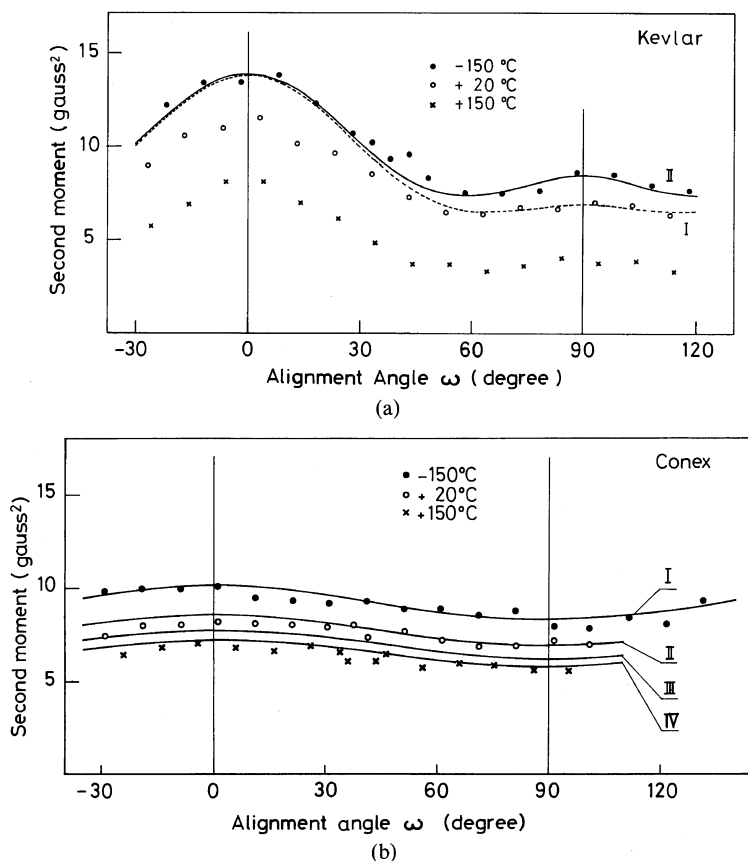 (a)
Kevlar
• -150 °C
○ + 20 °C
× +150 °C
Second moment ( gauss²)
15
10
5
II
I
-30 0 30 60 90 120
Alignment Angle ω (degree)
(a)
Conex
• -150°C
○ + 20°C
× +150°C
Second moment (gauss²)
15
10
5
I
II
III
IV
-30 0 30 60 90 120
Alignment angle ω (degree)
(b)